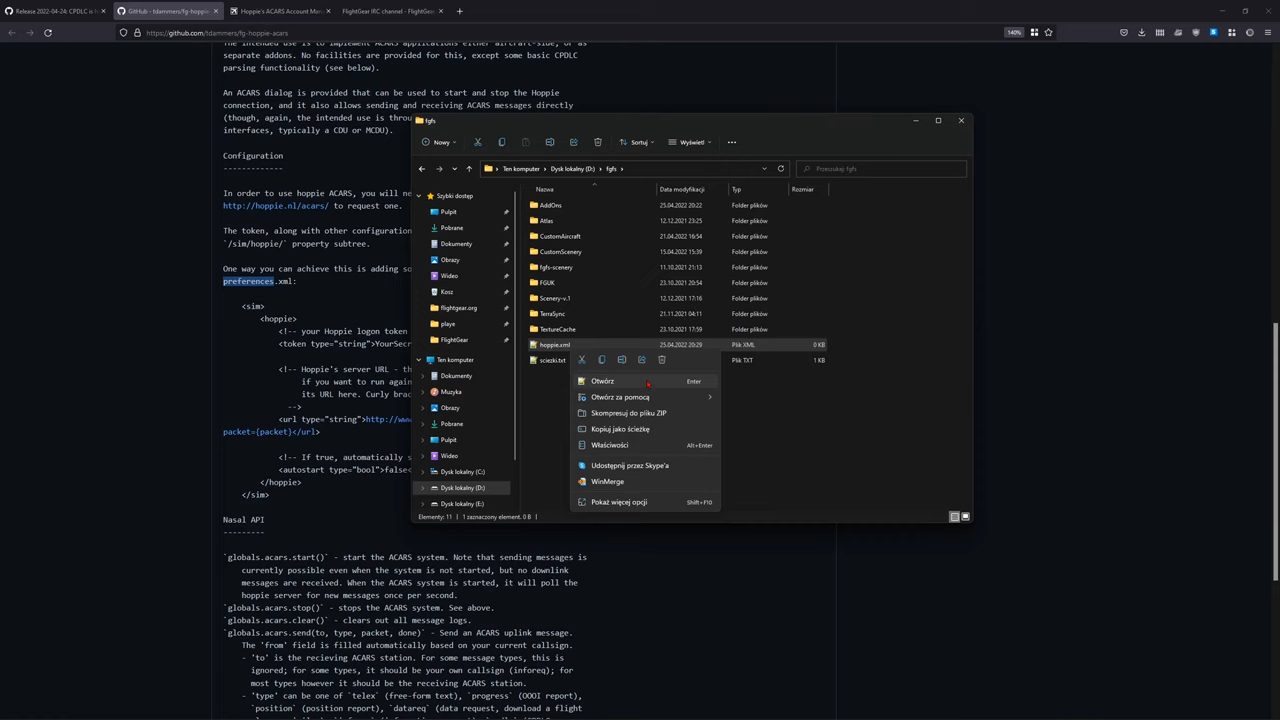 Release 2022-04-24: CPDLC is h
GitHub - tdammers/fg-hoppie
Hoppie's ACARS Account Man
FlightGear IRC channel - FlightGe
https://github.com/tdammers/fg-hoppie-acars
140%
The intended use is to implement ACARS applications either aircraft-side, or as
separate addons. No facilities are provided for this, except some basic CPDLC
parsing functionality (see below).
An ACARS dialog is provided that can be used to start and stop the Hoppie
connection, and it also allows sending and receiving ACARS messages directly
(though, again, the intended use is throu
interfaces, typically a CDU or MCDU).
Configuration
-------------
In order to use hoppie ACARS, you will ne
http://hoppie.nl/acars/ to request one.
The token, along with other configuration
`/sim/hoppie/` property subtree.
One way you can achieve this is adding so
preferences.xml:
<sim>
<hoppie>
<!-- your Hoppie logon token
<token type="string">YourSecr
<!-- Hoppie's server URL - th
if you want to run again
its URL here. Curly brac
-->
<url type="string">http://www
packet={packet}</url>
<!-- If true, automatically s
<autostart type="bool">false<
</hoppie>
</sim>
Nasal API
---------
`globals.acars.start()` - start the ACARS system. Note that sending messages is
currently possible even when the system is not started, but no downlink
messages are received. When the ACARS system is started, it will poll the
hoppie server for new messages once per second.
`globals.acars.stop()` - stops the ACARS system. See above.
`globals.acars.clear()` - clears out all message logs.
`globals.acars.send(to, type, packet, done)` - Send an ACARS uplink message.
The 'from' field is filled automatically based on your current callsign.
- 'to' is the recieving ACARS station. For some message types, this is
ignored; for some types, it should be your own callsign (inforeq); for
most types however it should be the receiving ACARS station.
- 'type' can be one of `telex` (free-form text), `progress` (OOOI report),
`position` (position report), `datareq` (data request, download a flight
fgfs
Nowy
Sortuj
Wyświetl
Ten komputer
Dysk lokalny (D:)
fgfs
Przeszukaj: fgfs
Szybki dostęp
Pulpit
Pobrane
Dokumenty
Obrazy
Wideo
Kosz
flightgear.org
playe
FlightGear
Ten komputer
Dokumenty
Muzyka
Obrazy
Pobrane
Pulpit
Wideo
Dysk lokalny (C:)
Dysk lokalny (D:)
Dysk lokalny (E:)
Nazwa Data modyfikacji Typ Rozmiar
AddOns 25.04.2022 20:22 Folder plików
Atlas 12.12.2021 23:25 Folder plików
CustomAircraft 21.04.2022 16:54 Folder plików
CustomScenery 15.04.2022 15:39 Folder plików
fgfs-scenery 11.10.2021 21:13 Folder plików
FGUK 23.10.2021 20:54 Folder plików
Scenery-v.1 12.12.2021 17:16 Folder plików
TerraSync 21.11.2021 04:11 Folder plików
TextureCache 23.10.2021 17:59 Folder plików
hoppie.xml 25.04.2022 20:29 Plik XML 0 KB
sciezki.txt Plik TXT 1 KB
Otwórz Enter
Otwórz za pomocą
Skompresuj do pliku ZIP
Kopiuj jako ścieżkę
Właściwości Alt+Enter
Udostępnij przez Skype'a
WinMerge
Pokaż więcej opcji Shift+F10
Elementy: 11
1 zaznaczony element. 0 B